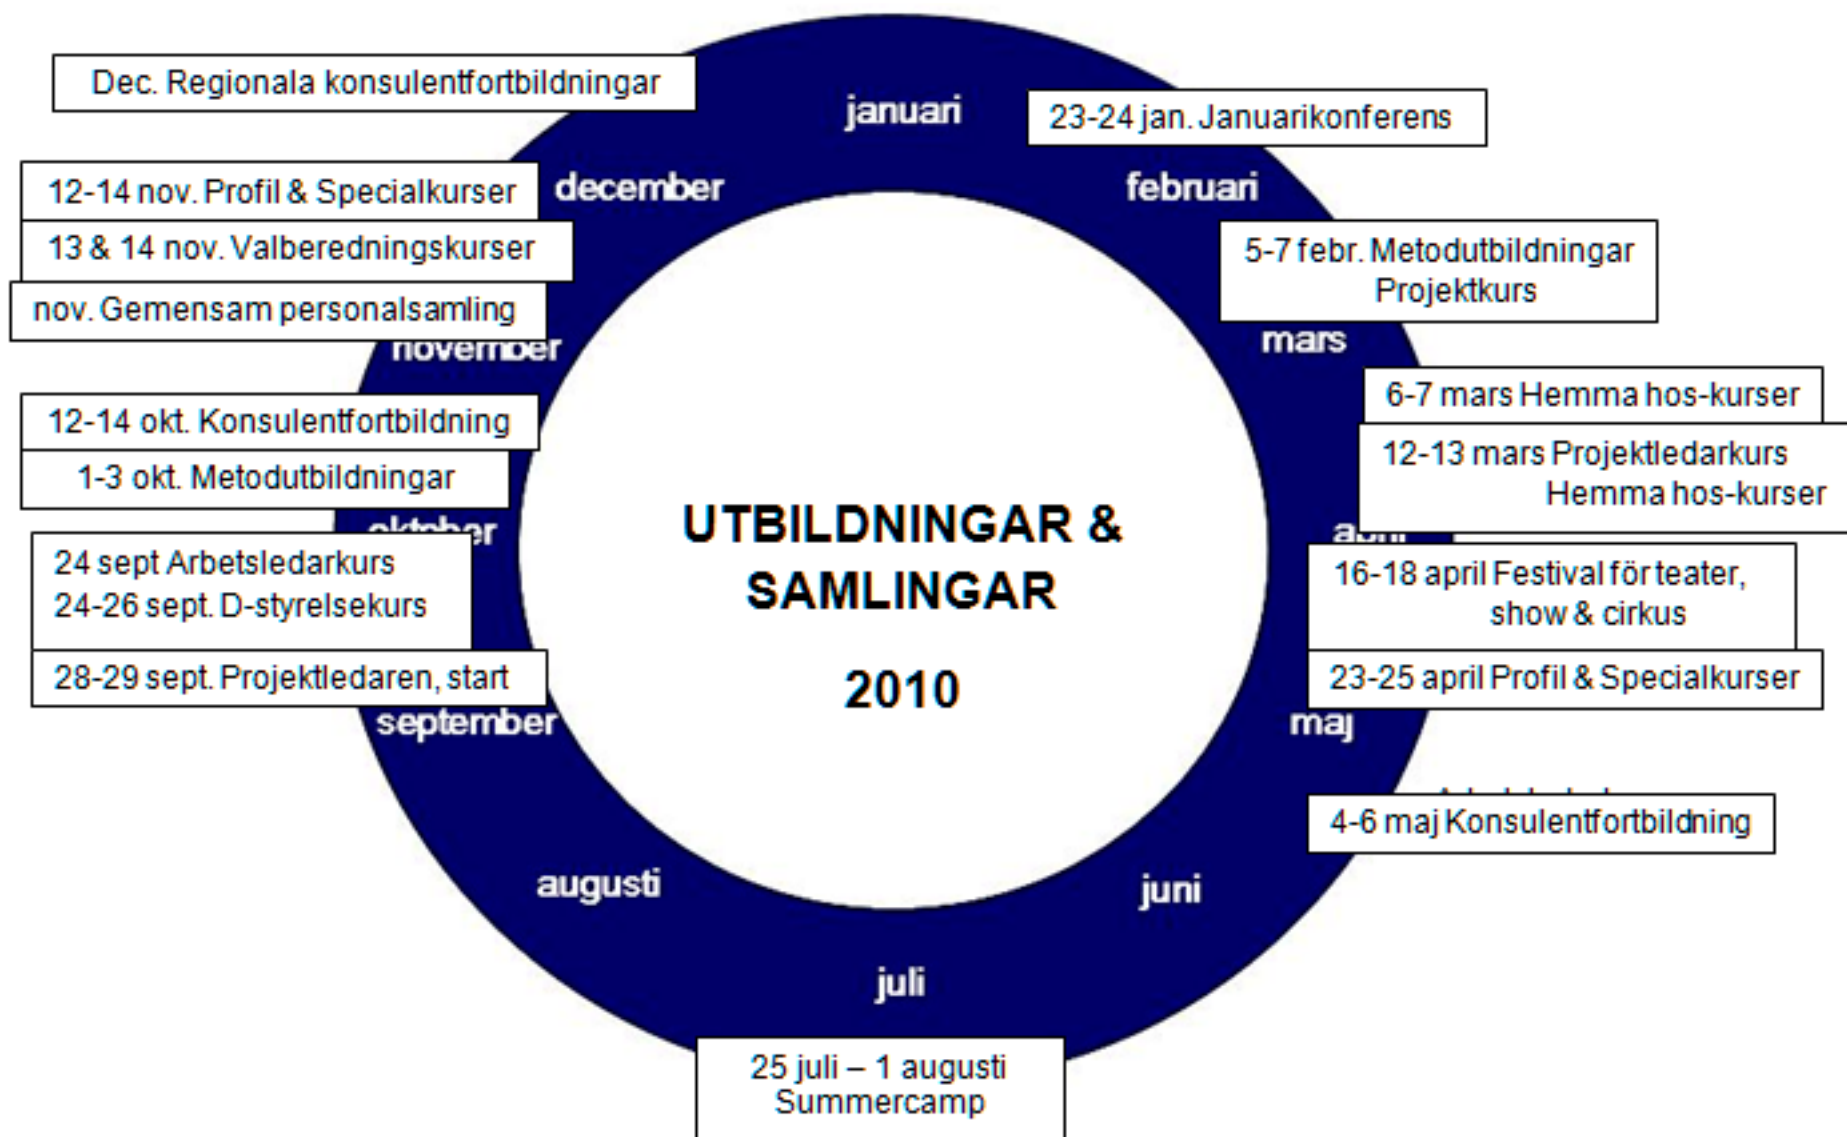 januari
23-24 jan. Januarikonferens
februari
5-7 febr. Metodutbildningar
Projektkurs
mars
6-7 mars Hemma hos-kurser
12-13 mars Projektledarkurs
Hemma hos-kurser
april
16-18 april Festival för teater,
show & cirkus
23-25 april Profil & Specialkurser
maj
4-6 maj Konsulentfortbildning
juni
juli
25 juli – 1 augusti
Summercamp
augusti
september
28-29 sept. Projektledaren, start
24 sept Arbetsledarkurs
24-26 sept. D-styrelsekurs
oktober
1-3 okt. Metodutbildningar
12-14 okt. Konsulentfortbildning
november
nov. Gemensam personalsamling
13 & 14 nov. Valberedningskurser
12-14 nov. Profil & Specialkurser
december
Dec. Regionala konsulentfortbildningar
UTBILDNINGAR &
SAMLINGAR
2010